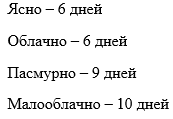 Ясно – 6 дней
Облачно – 6 дней
Пасмурно – 9 дней
Малооблачно – 10 дней